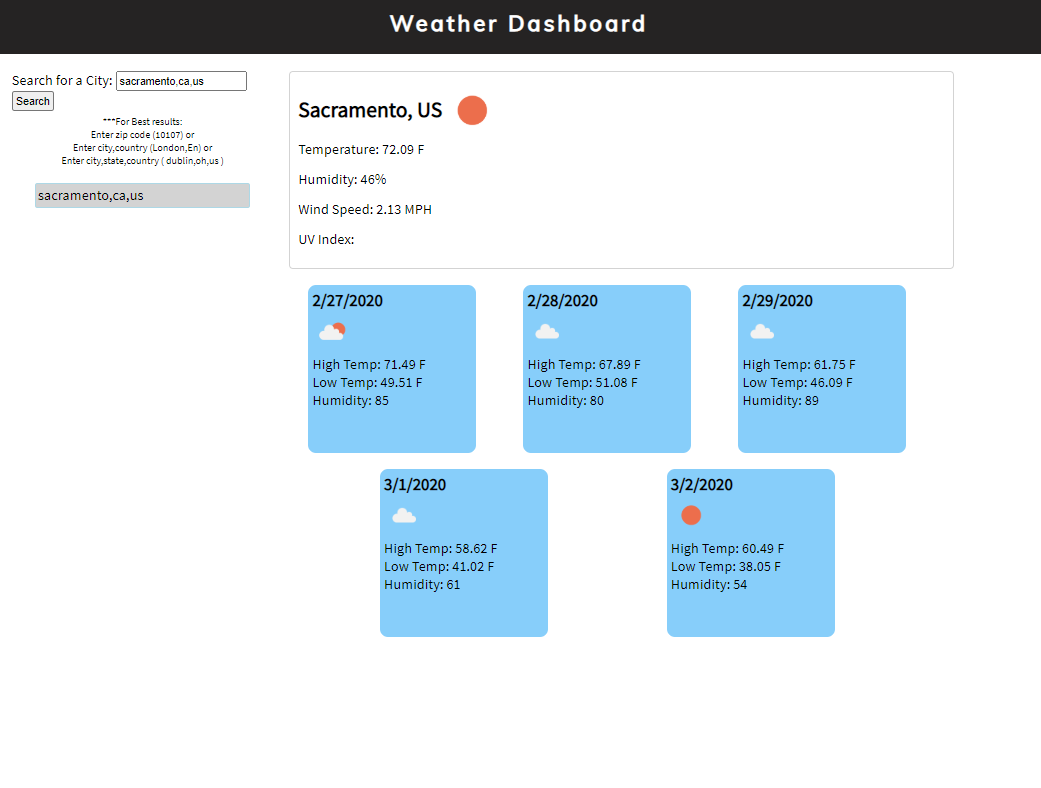 Weather Dashboard
Search for a City: sacramento,ca,us
Search
***For Best results:
Enter zip code (10107) or
Enter city,country (London,En) or
Enter city,state,country ( dublin,oh,us )
sacramento,ca,us
Sacramento, US
Temperature: 72.09 F
Humidity: 46%
Wind Speed: 2.13 MPH
UV Index:
2/27/2020
High Temp: 71.49 F
Low Temp: 49.51 F
Humidity: 85
2/28/2020
High Temp: 67.89 F
Low Temp: 51.08 F
Humidity: 80
2/29/2020
High Temp: 61.75 F
Low Temp: 46.09 F
Humidity: 89
3/1/2020
High Temp: 58.62 F
Low Temp: 41.02 F
Humidity: 61
3/2/2020
High Temp: 60.49 F
Low Temp: 38.05 F
Humidity: 54